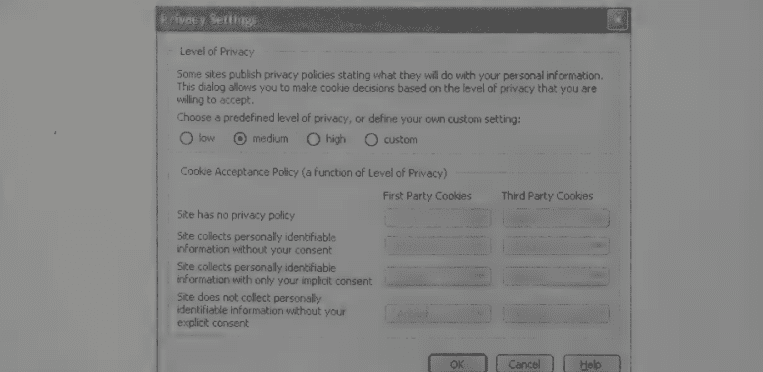 Privacy Settings
Level of Privacy
Some sites publish privacy policies stating what they will do with your personal information.
This dialog allows you to make cookie decisions based on the level of privacy that you are
willing to accept.
Choose a predefined level of privacy, or define your own custom setting:
low medium high custom
Cookie Acceptance Policy (a function of Level of Privacy)
First Party Cookies Third Party Cookies
Site has no privacy policy
Site collects personally identifiable
information without your consent
Site collects personally identifiable
information with only your implicit consent
Site does not collect personally
identifiable information without your
explicit consent
OK Cancel Help